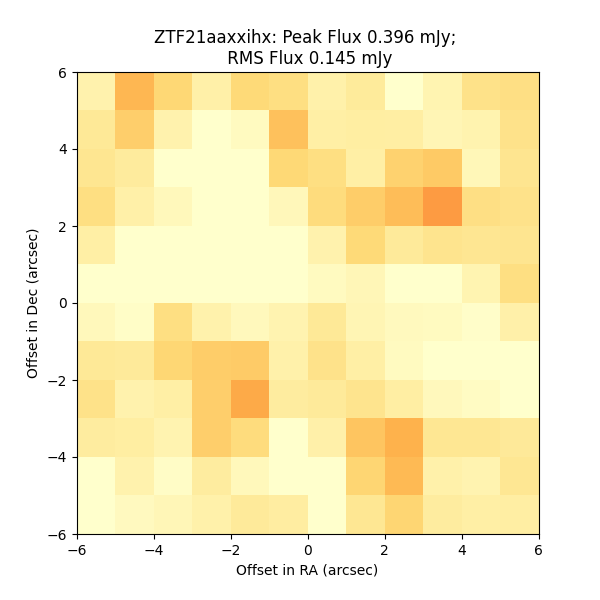 ZTF21aaxxihx: Peak Flux 0.396 mJy;
RMS Flux 0.145 mJy
6
4
2
0
−2
−4
−6
Offset in Dec (arcsec)
−6 −4 −2 0 2 4 6
Offset in RA (arcsec)